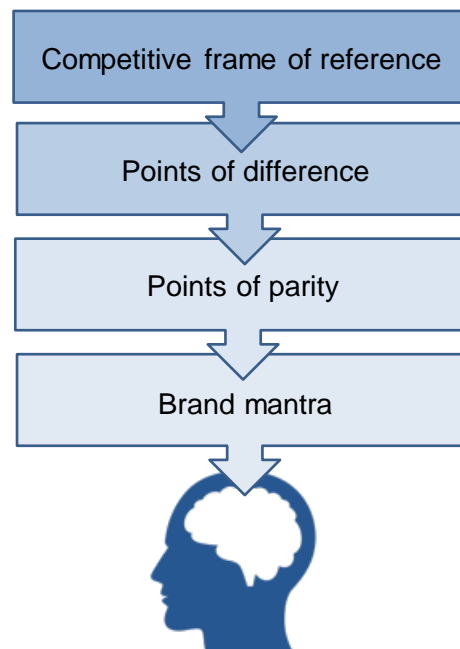 Competitive frame of reference
Points of difference
Points of parity
Brand mantra